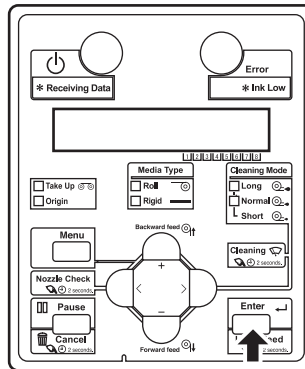 Error
* Receiving Data
* Ink Low
1 2 3 4 5 6 7 8
Media Type
Roll
Rigid
Cleaning Mode
Long
Normal
Short
Take Up
Origin
Menu
Backward feed
Cleaning
2 seconds.
Nozzle Check
2 seconds.
Pause
Cancel
2 seconds.
Enter
Forward feed
2 seconds.